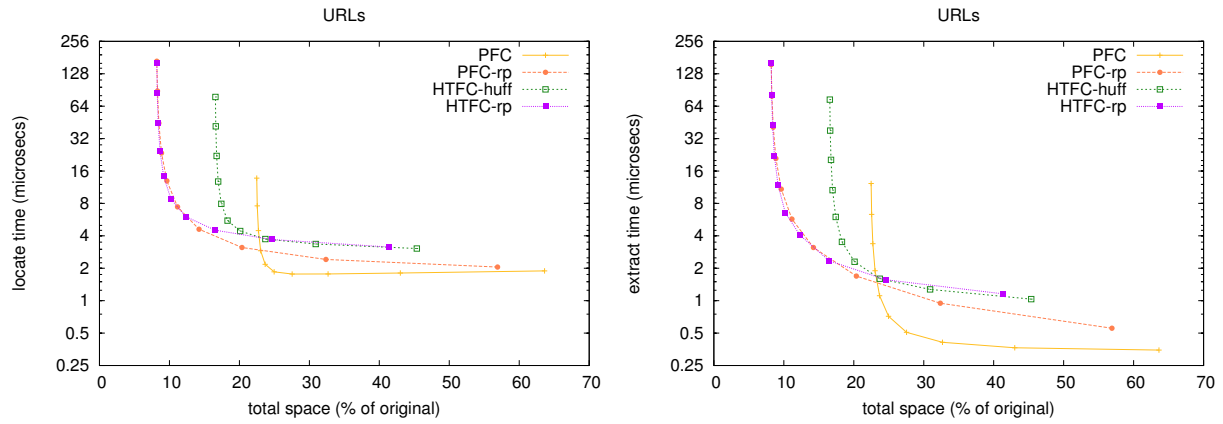 URLs
256
128
64
32
16
8
4
2
1
0.5
0.25
locate time (microsecs)
PFC
PFC-rp
HTFC-huff
HTFC-rp
0 10 20 30 40 50 60 70
total space (% of original)
URLs
256
128
64
32
16
8
4
2
1
0.5
0.25
extract time (microsecs)
PFC
PFC-rp
HTFC-huff
HTFC-rp
0 10 20 30 40 50 60 70
total space (% of original)